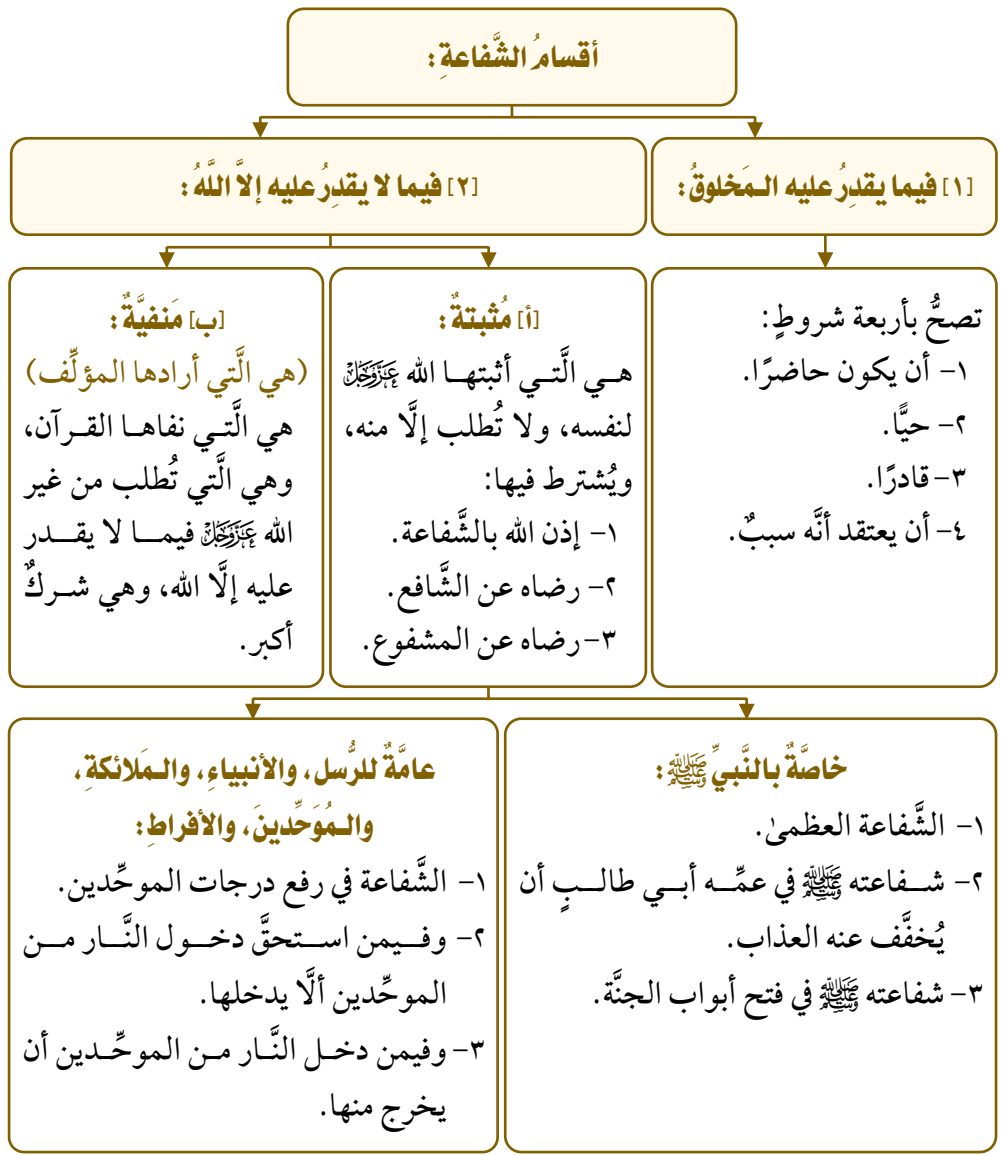 أقسامُ الشَّفاعةِ:
[١] فيما يقدِرُ عليه المَخلوقُ:
[٢] فيما لا يقدِرُ عليه إلاَّ اللَّهُ:
تصحُّ بأربعة شروطٍ:
١- أن يكون حاضرًا.
٢- حيًّا.
٣- قادرًا.
٤- أن يعتقد أنَّه سببٌ.
[أ] مُثبتةٌ:
هي الَّتي أثبتها الله عَزَّوَجَلَّ
لنفسه، ولا تُطلب إلَّا منه،
ويُشترط فيها:
١- إذن الله بالشَّفاعة.
٢- رضاه عن الشَّافع.
٣- رضاه عن المشفوع.
[ب] مَنفيَّةٌ:
(هي الَّتي أرادها المؤلِّف)
هي الَّتي نفاها القرآن،
وهي الَّتي تُطلب من غير
الله عَزَّوَجَلَّ فيما لا يقدر
عليه إلَّا الله، وهي شركٌ
أكبر.
خاصَّةٌ بالنَّبيِّ ﷺ:
١- الشَّفاعة العظمىٰ.
٢- شفاعته ﷺ في عمِّه أبي طالبٍ أن
يُخفَّف عنه العذاب.
٣- شفاعته ﷺ في فتح أبواب الجنَّة.
عامَّةٌ للرُّسل، والأنبياءِ، والمَلائكةِ،
والمُوَحِّدينَ، والأفراطِ:
١- الشَّفاعة في رفع درجات الموحِّدين.
٢- وفيمن استحقَّ دخول النَّار من
الموحِّدين ألَّا يدخلها.
٣- وفيمن دخل النَّار من الموحِّدين أن
يخرج منها.